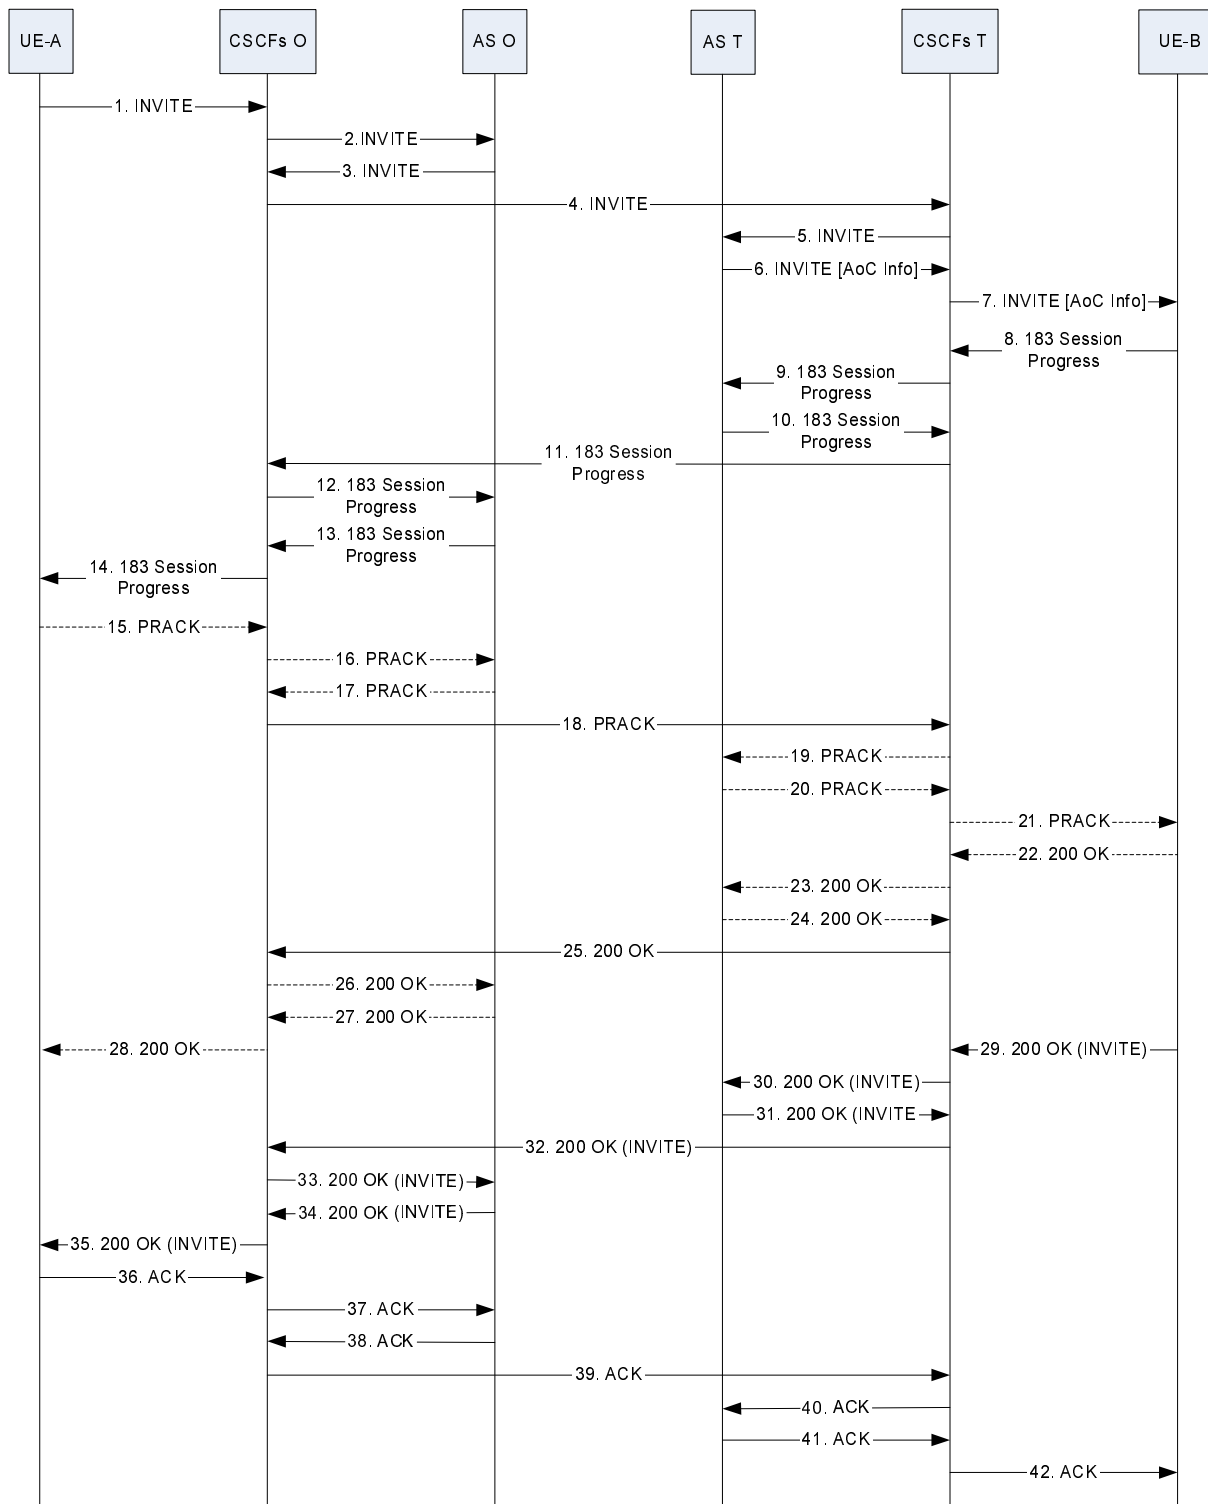 UE-A
CSCFs O
AS O
AS T
CSCFs T
UE-B
1. INVITE
2.INVITE
3. INVITE
4. INVITE
5. INVITE
6. INVITE [AoC Info]
7. INVITE [AoC Info]
8. 183 Session
Progress
9. 183 Session
Progress
10. 183 Session
Progress
11. 183 Session
Progress
12. 183 Session
Progress
13. 183 Session
Progress
14. 183 Session
Progress
15. PRACK
16. PRACK
17. PRACK
18. PRACK
19. PRACK
20. PRACK
21. PRACK
22. 200 OK
23. 200 OK
24. 200 OK
25. 200 OK
26. 200 OK
27. 200 OK
28. 200 OK
29. 200 OK (INVITE)
30. 200 OK (INVITE)
31. 200 OK (INVITE
32. 200 OK (INVITE)
33. 200 OK (INVITE)
34. 200 OK (INVITE)
35. 200 OK (INVITE)
36. ACK
37. ACK
38. ACK
39. ACK
40. ACK
41. ACK
42. ACK